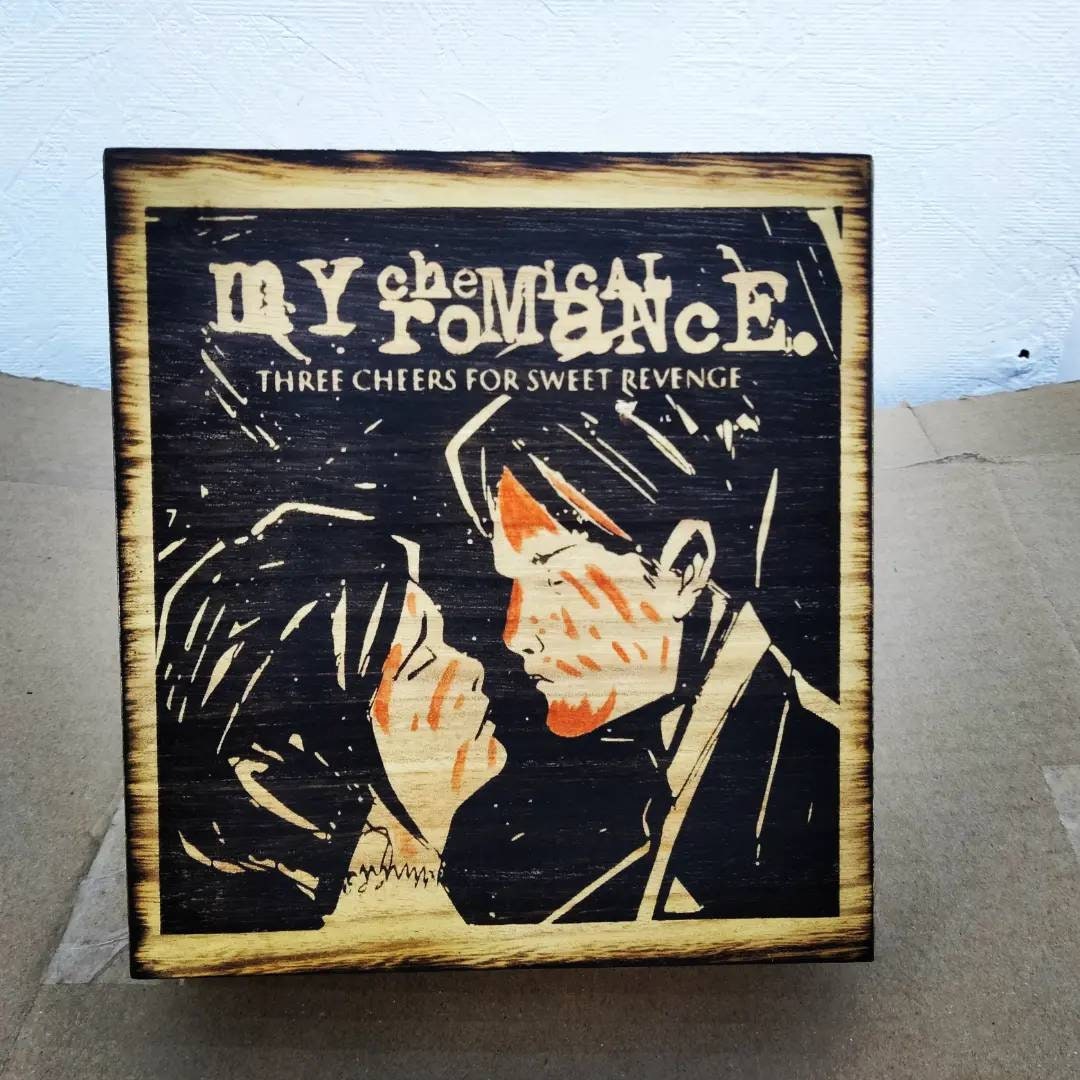 mY cheMiCAL
roMaNcE.
THREE CHEERS FOR SWEET REVENGE